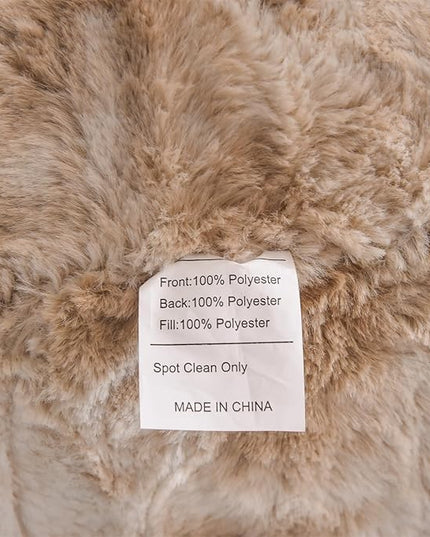 Front:100% Polyester
Back:100% Polyester
Fill:100% Polyester
Spot Clean Only
MADE IN CHINA